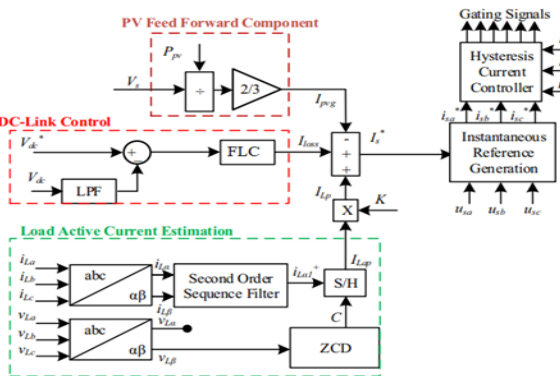 PV Feed Forward Component
Gating Signals
P_pv
V_s
÷
2/3
I_pvg
Hysteresis
Current
Controller
DC-Link Control
i_sa* i_sb* i_sc*
V_dc*
+
−
FLC
I_loss
-
+
+
I_s*
Instantaneous
Reference
Generation
V_dc
LPF
I_Lp
X
K
u_sa u_sb u_sc
Load Active Current Estimation
I_Lap
i_La
i_Lb
i_Lc
abc
αβ
i_Lα
i_Lβ
Second Order
Sequence Filter
i_Lα1+
S/H
v_La
v_Lb
v_Lc
abc
αβ
v_Lα
v_Lβ
C
ZCD